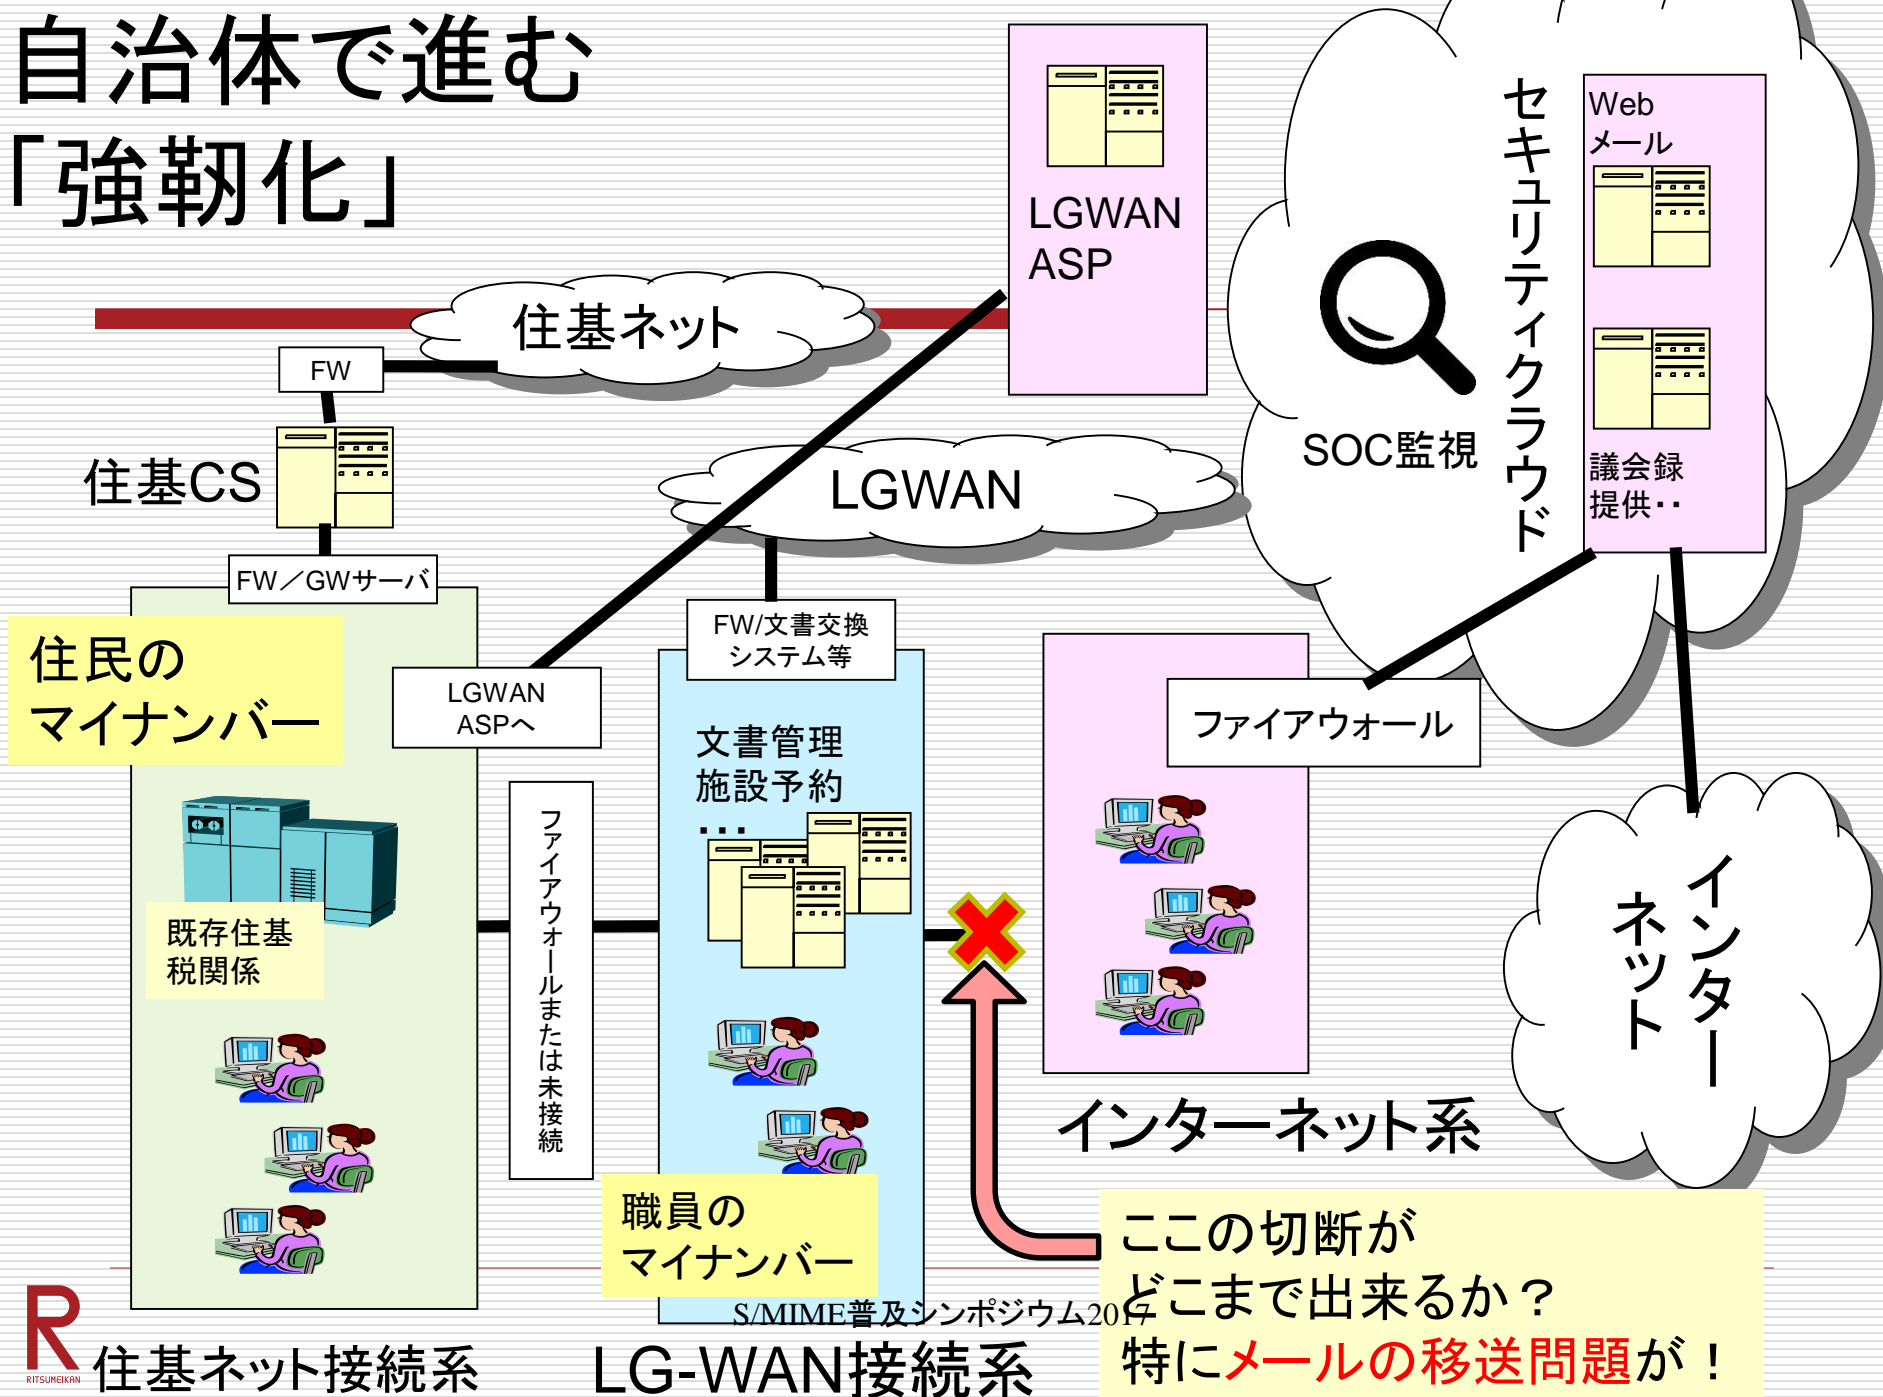 自治体で進む
「強靭化」
LGWAN
ASP
セキュリティクラウド
Web
メール
SOC監視
議会録
提供・・
住基ネット
FW
住基CS
LGWAN
FW／GWサーバ
FW/文書交換
システム等
住民の
マイナンバー
LGWAN
ASPへ
ファイアウォール
文書管理
施設予約
...
ファイアウォールまたは未接続
既存住基
税関係
インター
ネット
インターネット系
職員の
マイナンバー
ここの切断が
どこまで出来るか？
特にメールの移送問題が！
S/MIME普及シンポジウム2017
R
RITSUMEIKAN
住基ネット接続系
LG-WAN接続系